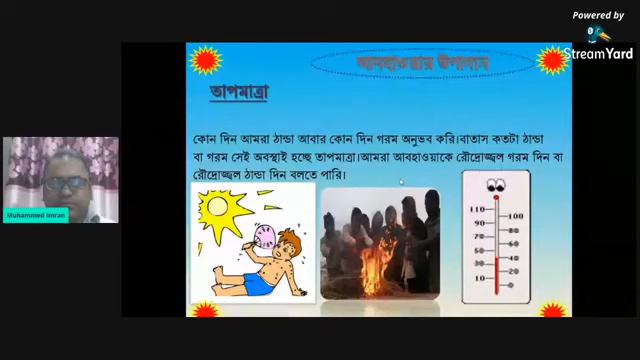 Powered by
StreamYard
আবহাওয়ার উপাদান
তাপমাত্রা
কোন দিন আমরা ঠান্ডা আবার কোন দিন গরম অনুভব করি।বাতাস কতটা ঠান্ডা
বা গরম সেই অবস্থাই হচ্ছে তাপমাত্রা।আমরা আবহাওয়াকে রৌদ্রোজ্জ্বল গরম দিন বা
রৌদ্রোজ্জ্বল ঠান্ডা দিন বলতে পারি।
Muhammed Imran
110
100
90
80
70
60
50
40
30
20
10
0